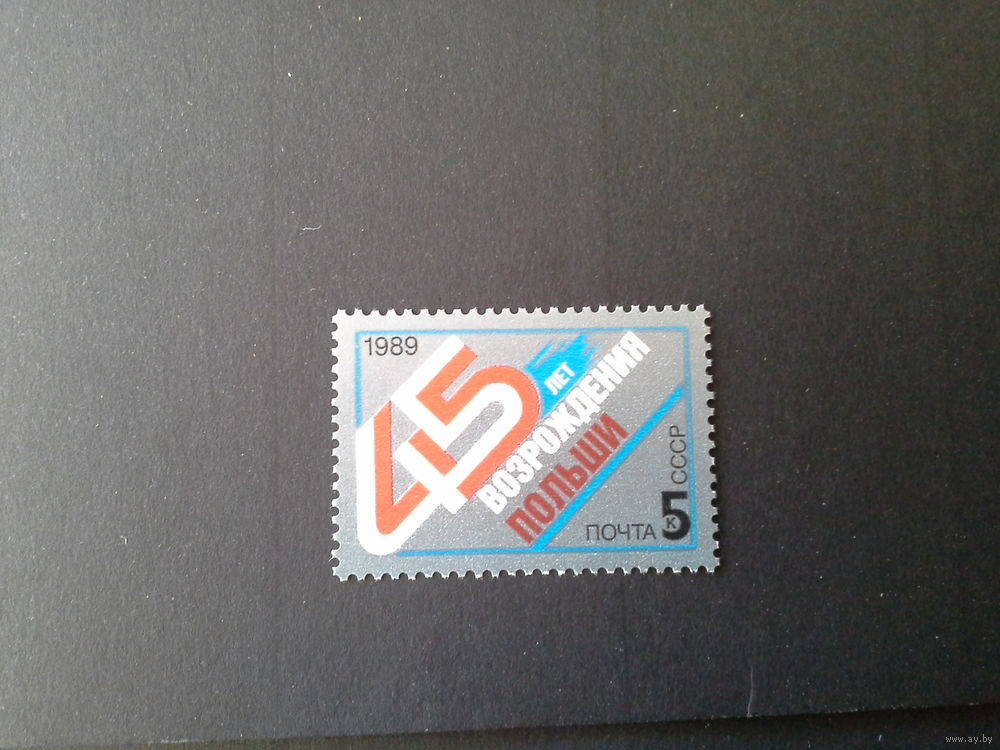 1989
45
ЛЕТ
ВОЗРОЖДЕНИЯ
ПОЛЬШИ
СССР
ПОЧТА 5 К
www.ay.by